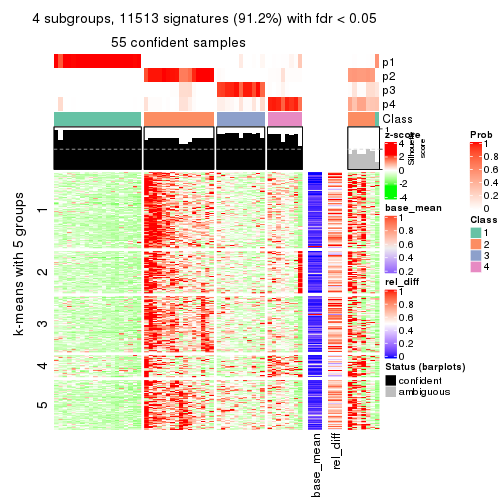 4 subgroups, 11513 signatures (91.2%) with fdr < 0.05
55 confident samples
p1
p2
p3
p4
Class
1
Silhouette
score
z-score
4
2
0
-2
-4
Prob
1
0.8
0.6
0.4
0.2
0
base_mean
1
0.8
0.6
0.4
0.2
Class
1
2
3
4
rel_diff
1
0.8
0.6
0.4
0.2
0
Status (barplots)
confident
ambiguous
k-means with 5 groups
1
2
3
4
5
base_mean
rel_diff